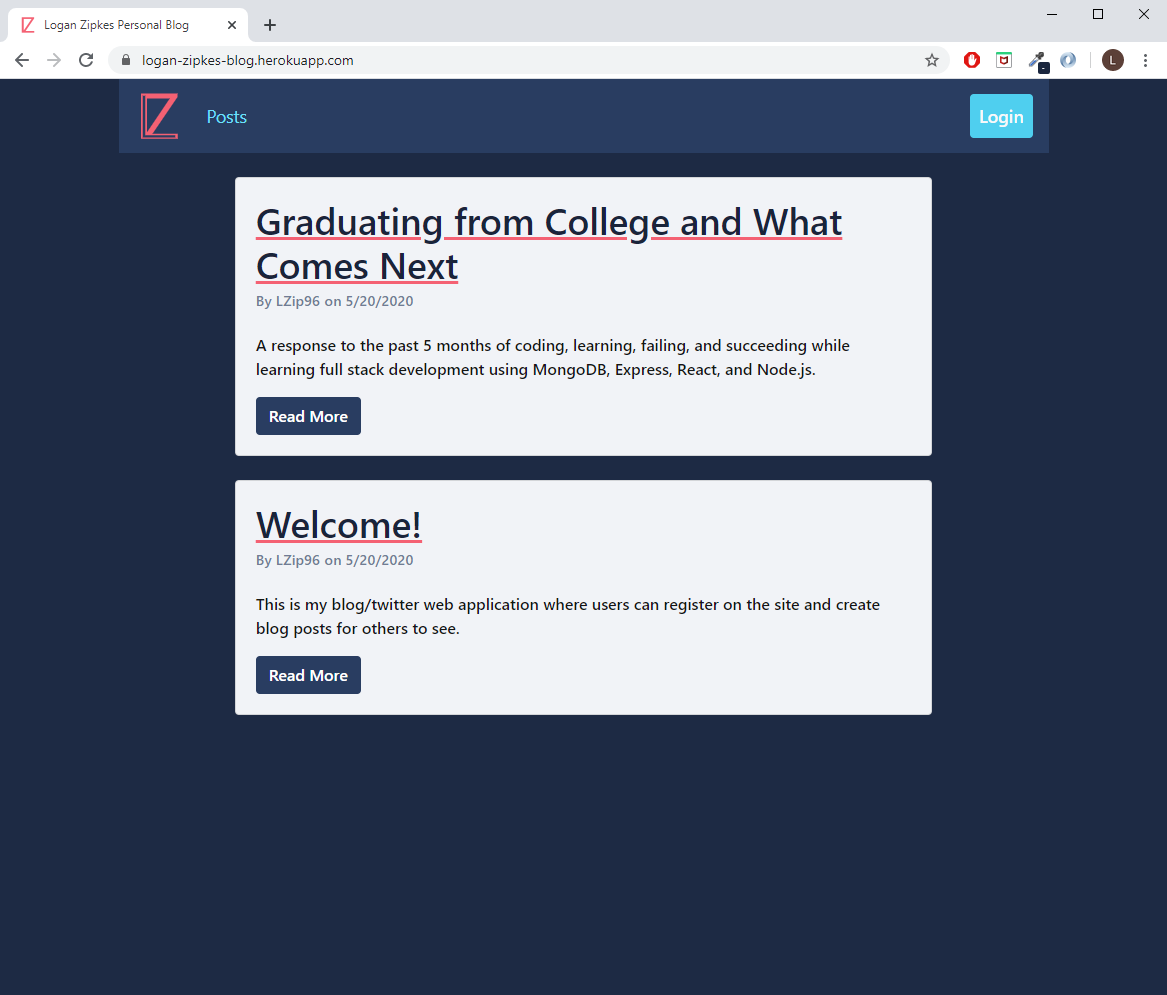 Logan Zipkes Personal Blog
logan-zipkes-blog.herokuapp.com
L
Z
Posts
Login
Graduating from College and What
Comes Next
By LZip96 on 5/20/2020
A response to the past 5 months of coding, learning, failing, and succeeding while
learning full stack development using MongoDB, Express, React, and Node.js.
Read More
Welcome!
By LZip96 on 5/20/2020
This is my blog/twitter web application where users can register on the site and create
blog posts for others to see.
Read More